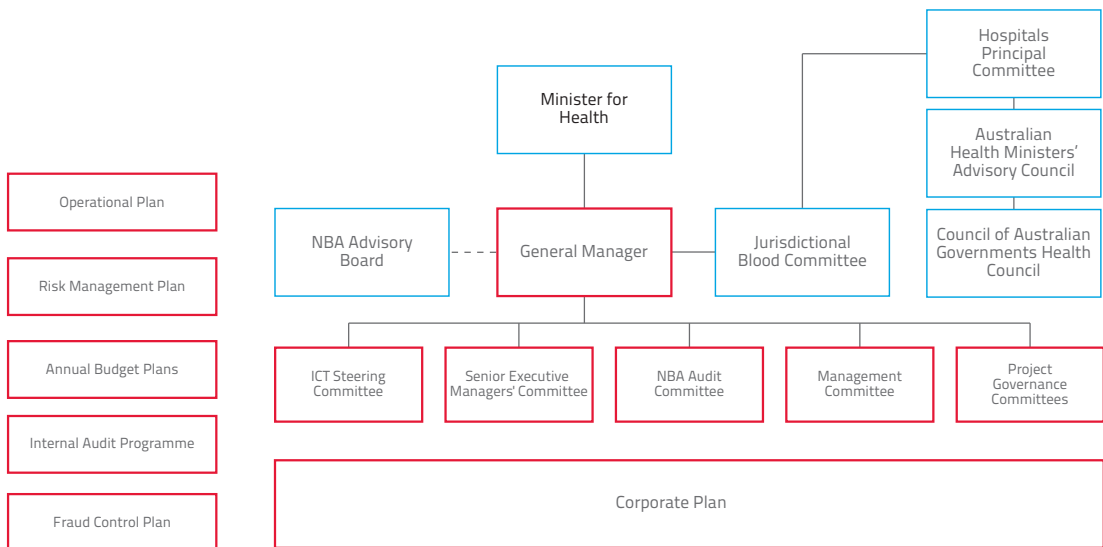 Hospitals
Principal
Committee
Minister for
Health
Australian
Health Ministers'
Advisory Council
Operational Plan
NBA Advisory
Board
General Manager
Jurisdictional
Blood Committee
Council of Australian
Governments Health
Council
Risk Management Plan
Annual Budget Plans
ICT Steering
Committee
Senior Executive
Managers' Committee
NBA Audit
Committee
Management
Committee
Project
Governance
Committees
Internal Audit Programme
Corporate Plan
Fraud Control Plan